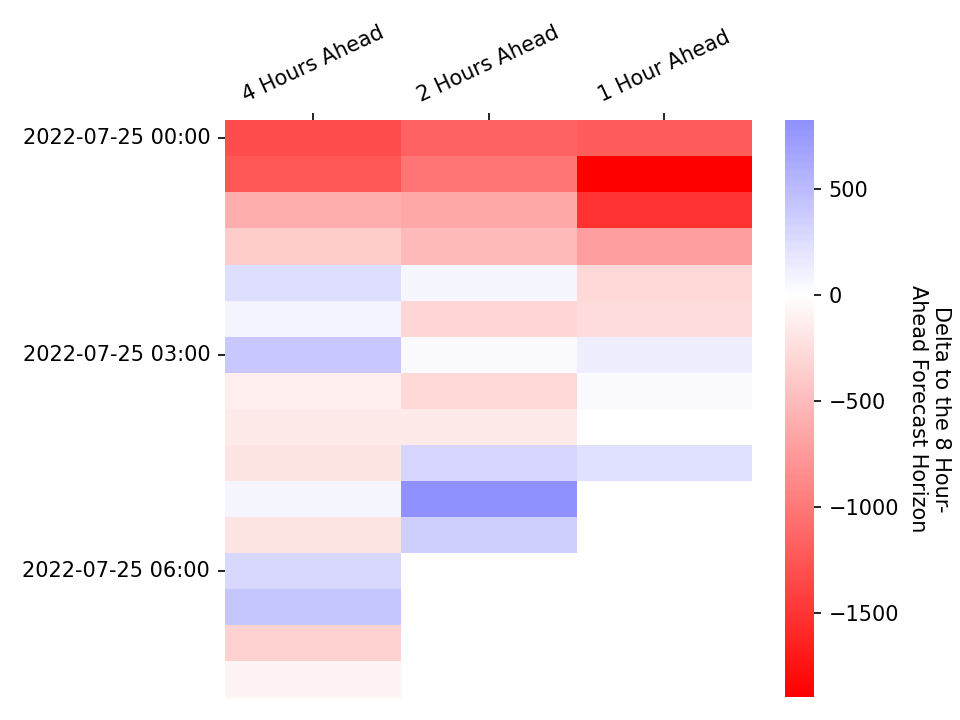 4 Hours Ahead
2 Hours Ahead
1 Hour Ahead
2022-07-25 00:00
2022-07-25 03:00
2022-07-25 06:00
500
0
−500
−1000
−1500
Delta to the 8 Hour-
Ahead Forecast Horizon